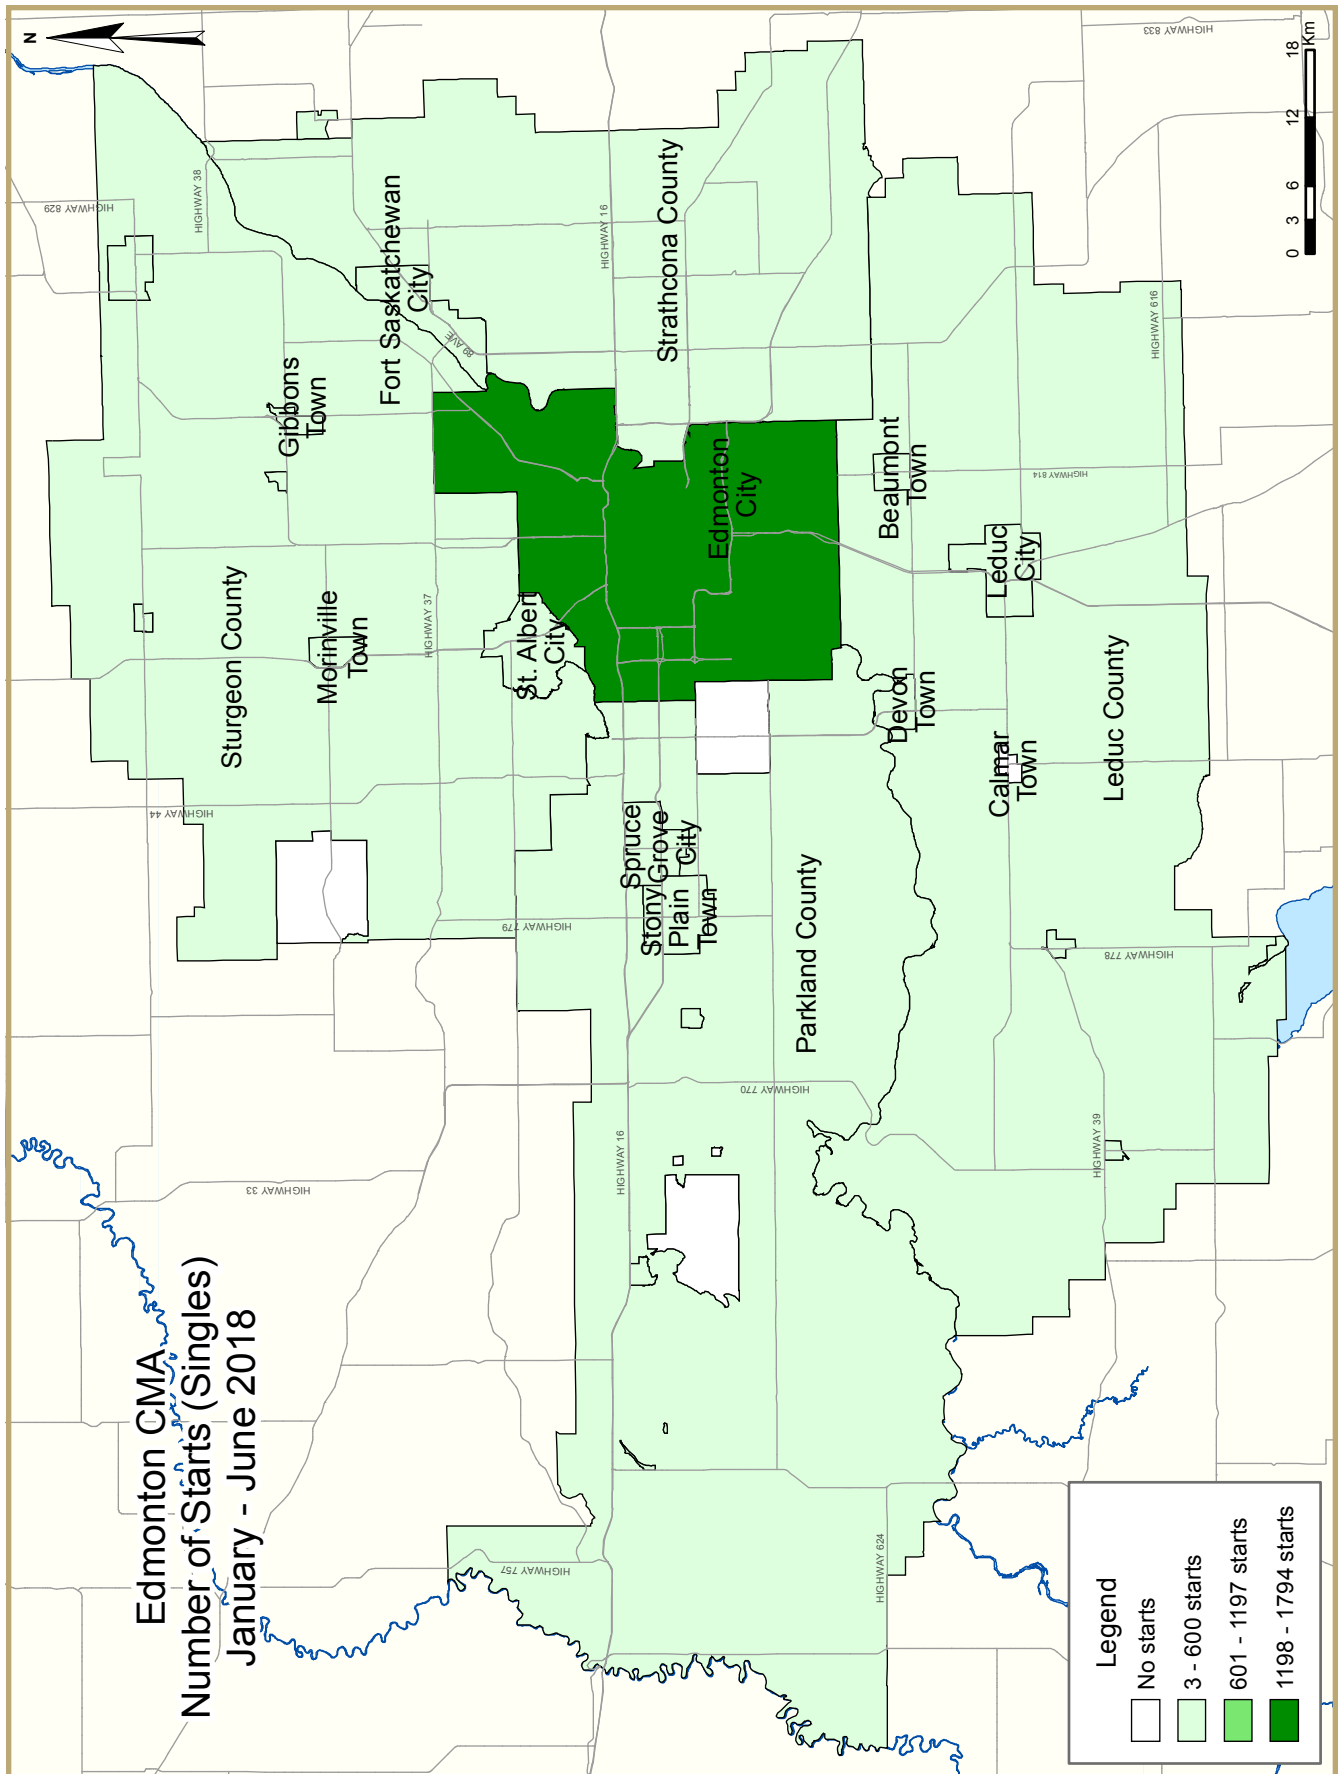 Edmonton CMA
Number of Starts (Singles)
January - June 2018
N
HIGHWAY 829
HIGHWAY 38
HIGHWAY 833
HIGHWAY 16
HIGHWAY 37
HIGHWAY 44
HIGHWAY 779
HIGHWAY 33
HIGHWAY 757
HIGHWAY 16
HIGHWAY 770
HIGHWAY 624
HIGHWAY 39
HIGHWAY 778
HIGHWAY 814
HIGHWAY 616
89 AVE
Gibbons
Town
Fort Saskatchewan
City
Strathcona County
Sturgeon County
Morinville
Town
St. Albert
City
Edmonton
City
Beaumont
Town
Leduc
City
Devon
Town
Calmar
Town
Leduc County
Spruce
Grove
City
Stony
Plain
Town
Parkland County
Legend
No starts
3 - 600 starts
601 - 1197 starts
1198 - 1794 starts
0 3 6 12 18
Km